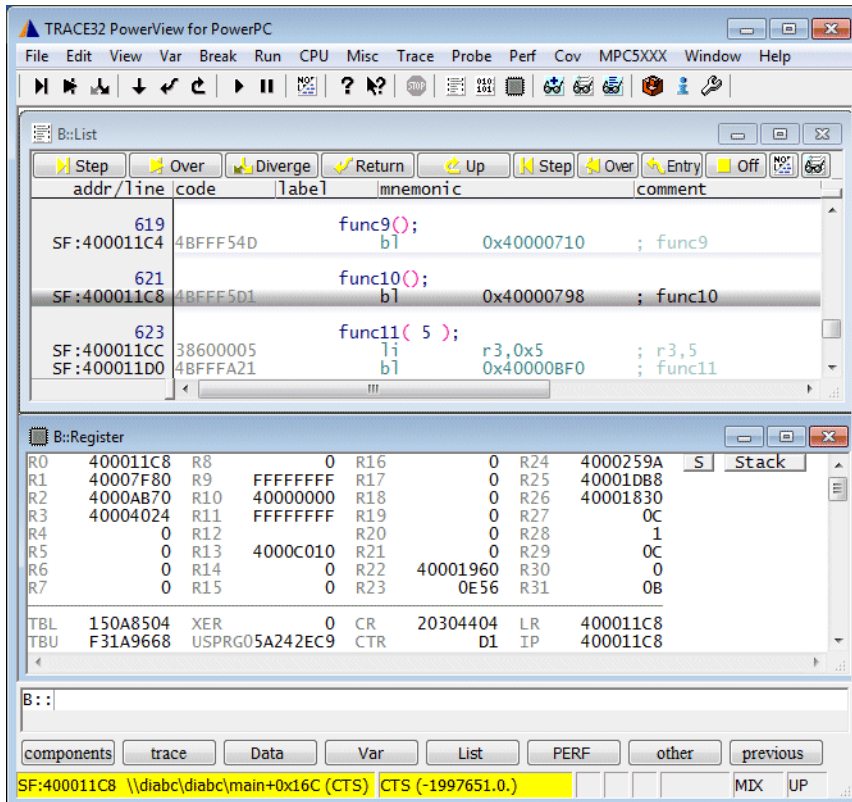 TRACE32 PowerView for PowerPC
File Edit View Var Break Run CPU Misc Trace Probe Perf Cov MPC5XXX Window Help
B::List
Step Over Diverge Return Up Step Over Entry Off
addr/line code label mnemonic comment
619 func9();
SF:400011C4 4BFFF54D bl 0x40000710 ; func9
621 func10();
SF:400011C8 4BFFF5D1 bl 0x40000798 ; func10
623 func11( 5 );
SF:400011CC 38600005 li r3,0x5 ; r3,5
SF:400011D0 4BFFFA21 bl 0x40000BF0 ; func11
B::Register
R0 400011C8 R8 0 R16 0 R24 4000259A S Stack
R1 40007F80 R9 FFFFFFFF R17 0 R25 40001DB8
R2 4000AB70 R10 40000000 R18 0 R26 40001830
R3 40004024 R11 FFFFFFFF R19 0 R27 0C
R4 0 R12 0 R20 0 R28 1
R5 0 R13 4000C010 R21 0 R29 0C
R6 0 R14 0 R22 40001960 R30 0
R7 0 R15 0 R23 0E56 R31 0B
TBL 150A8504 XER 0 CR 20304404 LR 400011C8
TBU F31A9668 USPRG05A242EC9 CTR D1 IP 400011C8
B::
components trace Data Var List PERF other previous
SF:400011C8 \\diabc\diabc\main+0x16C (CTS) CTS (-1997651.0.) MIX UP